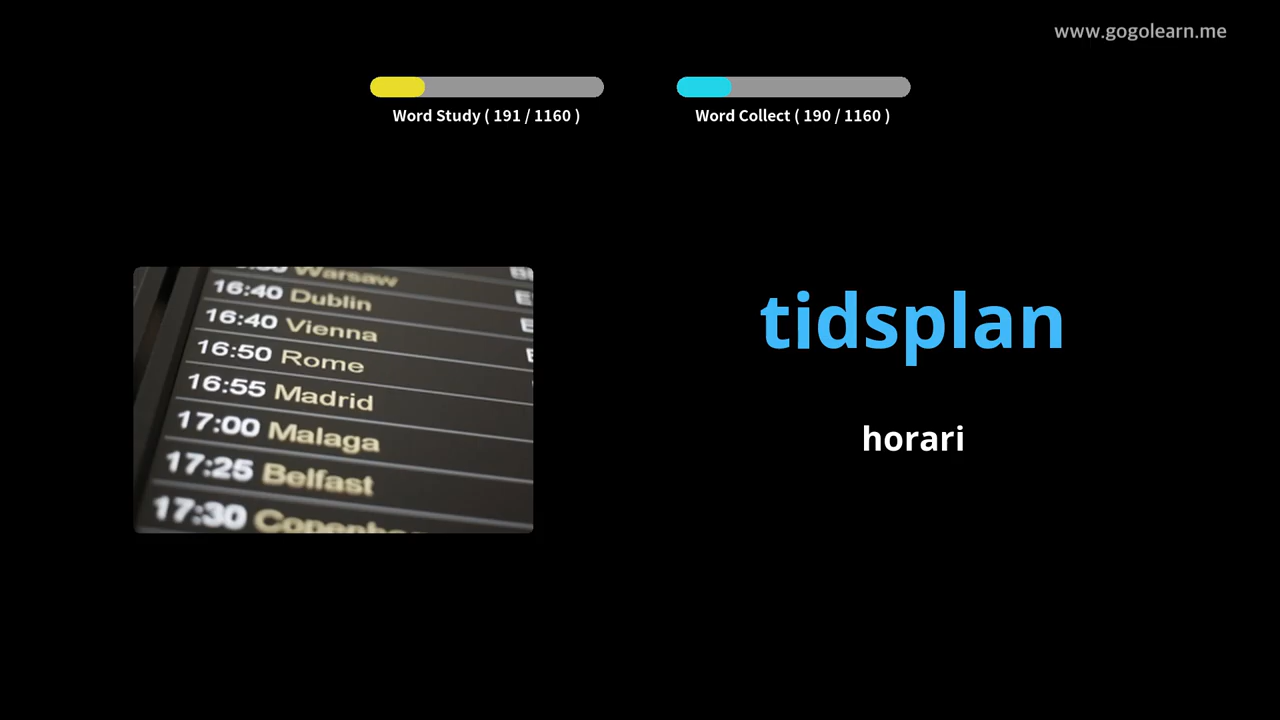 www.gogolearn.me
Word Study ( 191 / 1160 )
Word Collect ( 190 / 1160 )
Warsaw
16:40 Dublin
16:40 Vienna
16:50 Rome
16:55 Madrid
17:00 Malaga
17:25 Belfast
17:30
tidsplan
horari